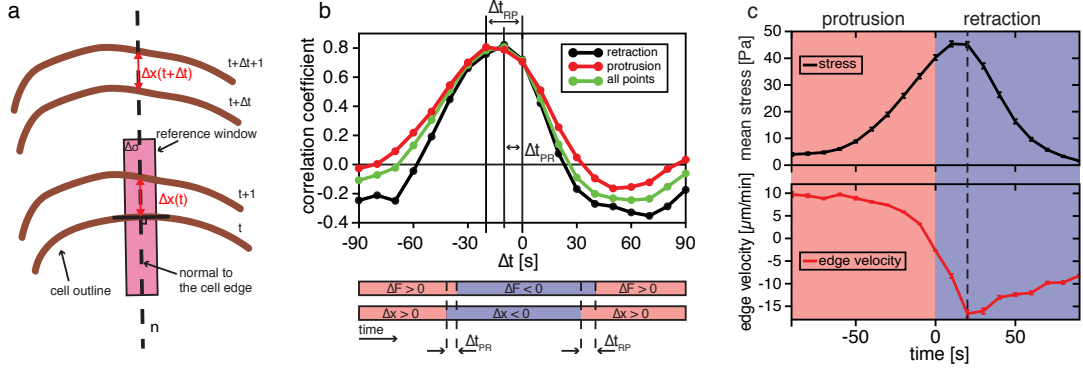 a
t+Δt+1
Δx(t+Δt)
t+Δt
reference window
Δσ
t+1
Δx(t)
t
cell outline
normal to
the cell edge
n
b
Δt_RP
correlation coefficient
0.8
0.6
0.4
0.2
0.0
-0.2
-0.4
retraction
protrusion
all points
Δt_PR
-90
-60
-30
0
30
60
90
Δt [s]
ΔF > 0
ΔF < 0
ΔF > 0
Δx > 0
Δx < 0
Δx > 0
time
Δt_PR
Δt_RP
c
protrusion
retraction
mean stress [Pa]
50
40
30
20
10
0
stress
edge velocity [µm/min]
10
5
0
-5
-10
-15
edge velocity
-50
0
50
time [s]